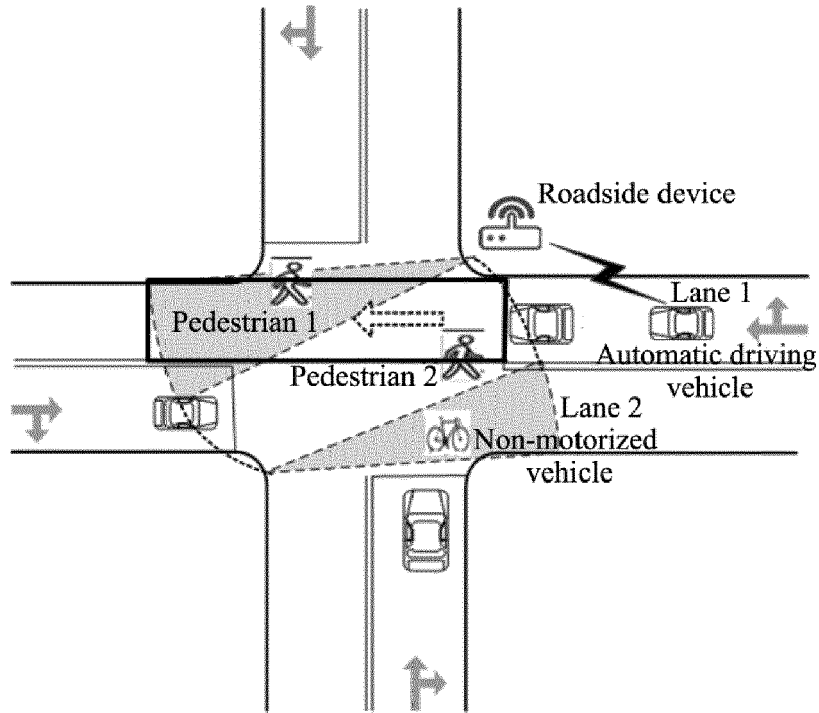 Roadside device
Lane 1
Pedestrian 1
Automatic driving
vehicle
Pedestrian 2
Lane 2
Non-motorized
vehicle